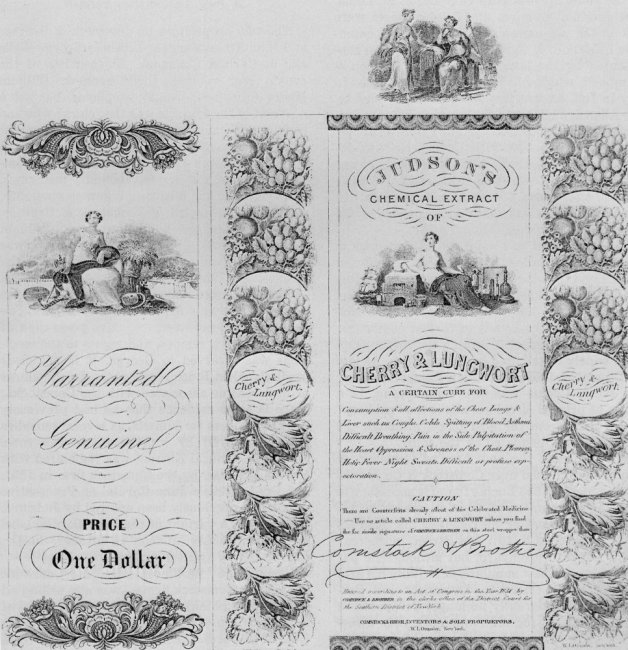 Warranted
Genuine
PRICE
One Dollar
Cherry &
Lungwort.
JUDSON'S
CHEMICAL EXTRACT
OF
CHERRY & LUNGWORT
A CERTAIN CURE FOR
Consumption & all affections of the Chest Lungs &
Liver such as Coughs Colds Spitting of Blood, Asthma
Difficult Breathing, Pain in the Side Palpitation of
the Heart Oppression & Soreness of the Chest, Pleurisy
Hectic Fever Night Sweats Difficult or profuse exp-
ectoration.
CAUTION
There are Counterfeits already afloat of this Celebrated Medicine
Use no article called CHERRY & LUNGWORT unless you find
the fac simile signature of COMSTOCK & BROTHER on this steel wrapper thus
Comstock & Brother
Entered according to an Act of Congress in the Year by
COMSTOCK & BROTHER in the clerks office of the District Court for
the Southern District of New York
COMSTOCK & BROR. INVENTORS & SOLE PROPRIETORS,
New York.
Cherry &
Lungwort.